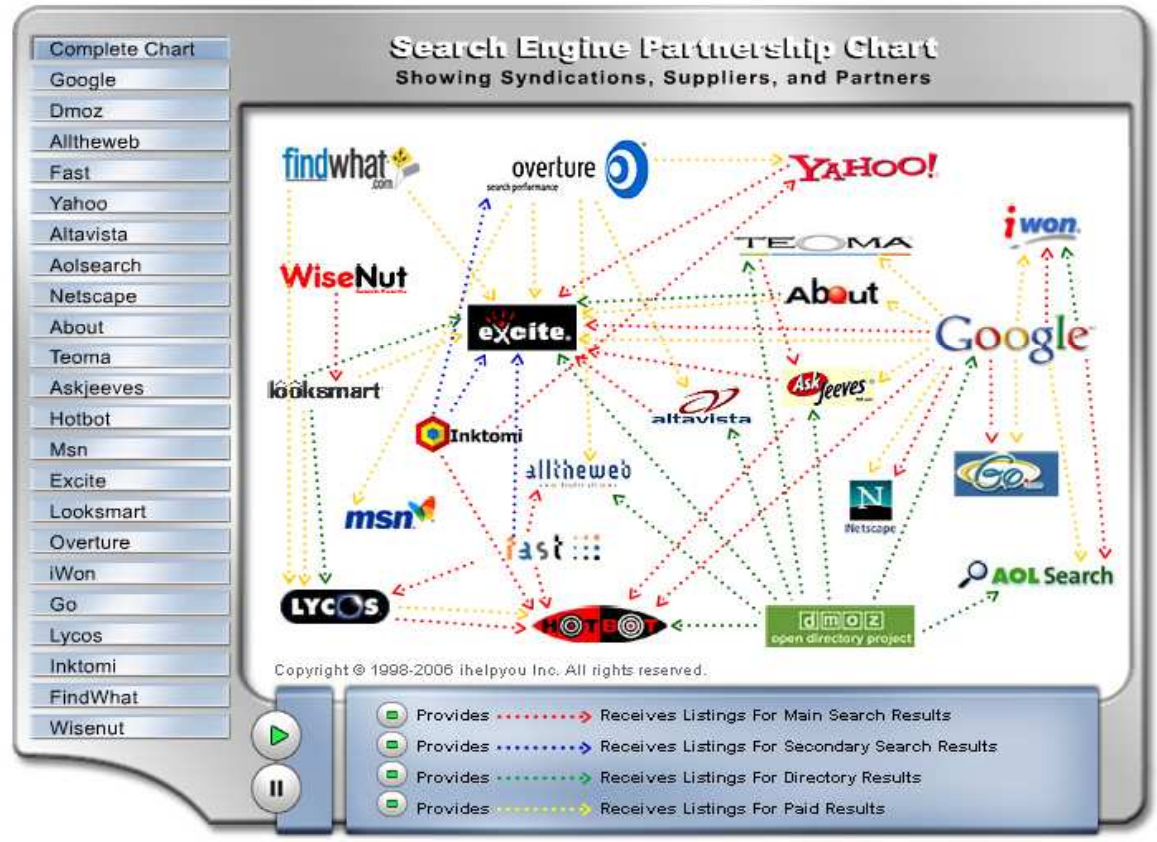 Complete Chart
Google
Dmoz
Alltheweb
Fast
Yahoo
Altavista
Aolsearch
Netscape
About
Teoma
Askjeeves
Hotbot
Msn
Excite
Looksmart
Overture
iWon
Go
Lycos
Inktomi
FindWhat
Wisenut
Search Engine Partnership Chart
Showing Syndications, Suppliers, and Partners
findwhat
.com
overture
search performance
YAHOO!
iwon.
TEOMA
WiseNut
About
excite.
Google
looksmart
Ask Jeeves
altavista
Inktomi
alltheweb
Go
msn
N
Netscape
fast
AOL Search
LYCOS
HOTBOT
dmoz
open directory project
Copyright © 1998-2006 ihelpyou Inc. All rights reserved.
Provides Receives Listings For Main Search Results
Provides Receives Listings For Secondary Search Results
Provides Receives Listings For Directory Results
Provides Receives Listings For Paid Results